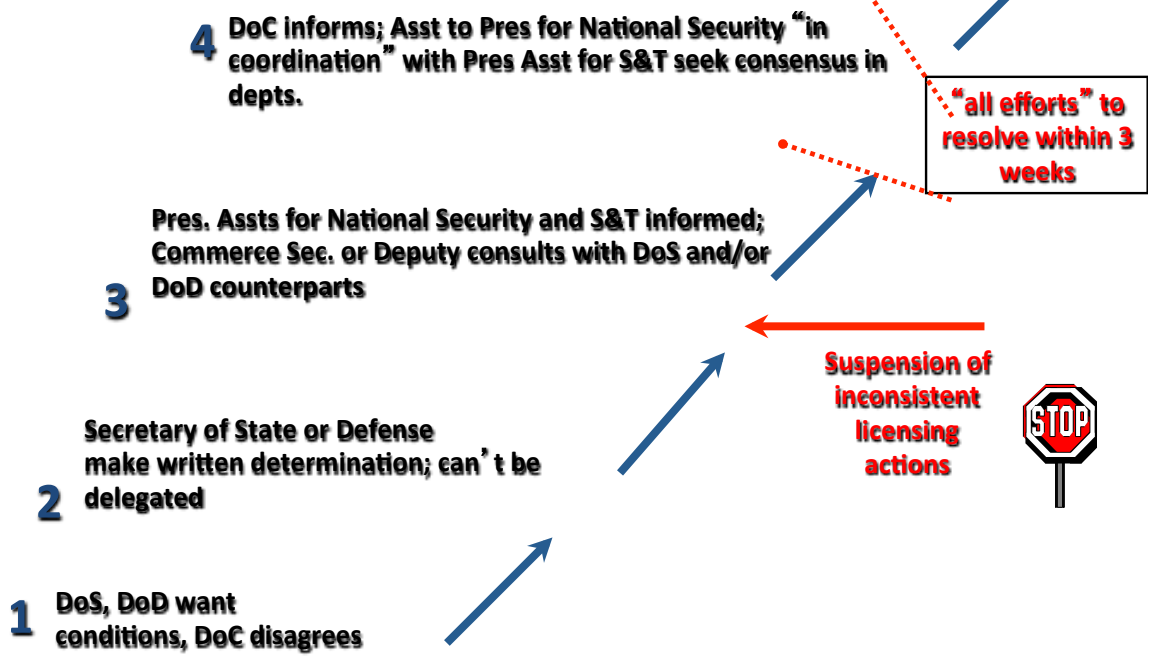 4
DoC informs; Asst to Pres for National Security “in
coordination” with Pres Asst for S&T seek consensus in
depts.
“all efforts” to
resolve within 3
weeks
Pres. Assts for National Security and S&T informed;
Commerce Sec. or Deputy consults with DoS and/or
DoD counterparts
3
Suspension of
inconsistent
licensing
actions
STOP
Secretary of State or Defense
make written determination; can’t be
delegated
2
1
DoS, DoD want
conditions, DoC disagrees